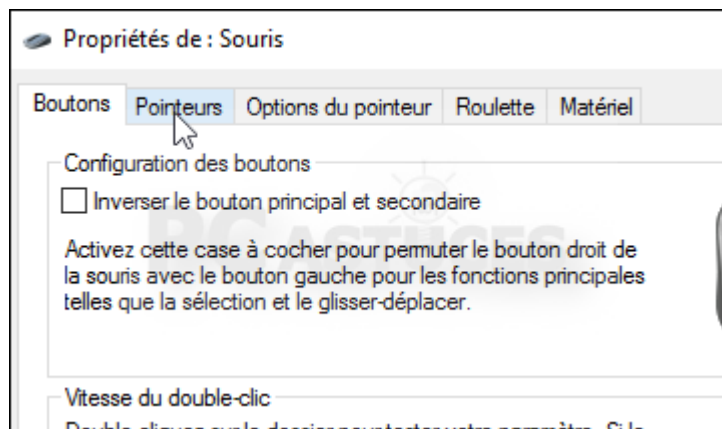 Propriétés de : Souris
Boutons Pointeurs Options du pointeur Roulette Matériel
Configuration des boutons
Inverser le bouton principal et secondaire
PC ASTUCES
Activez cette case à cocher pour permuter le bouton droit de
la souris avec le bouton gauche pour les fonctions principales
telles que la sélection et le glisser-déplacer.
Vitesse du double-clic